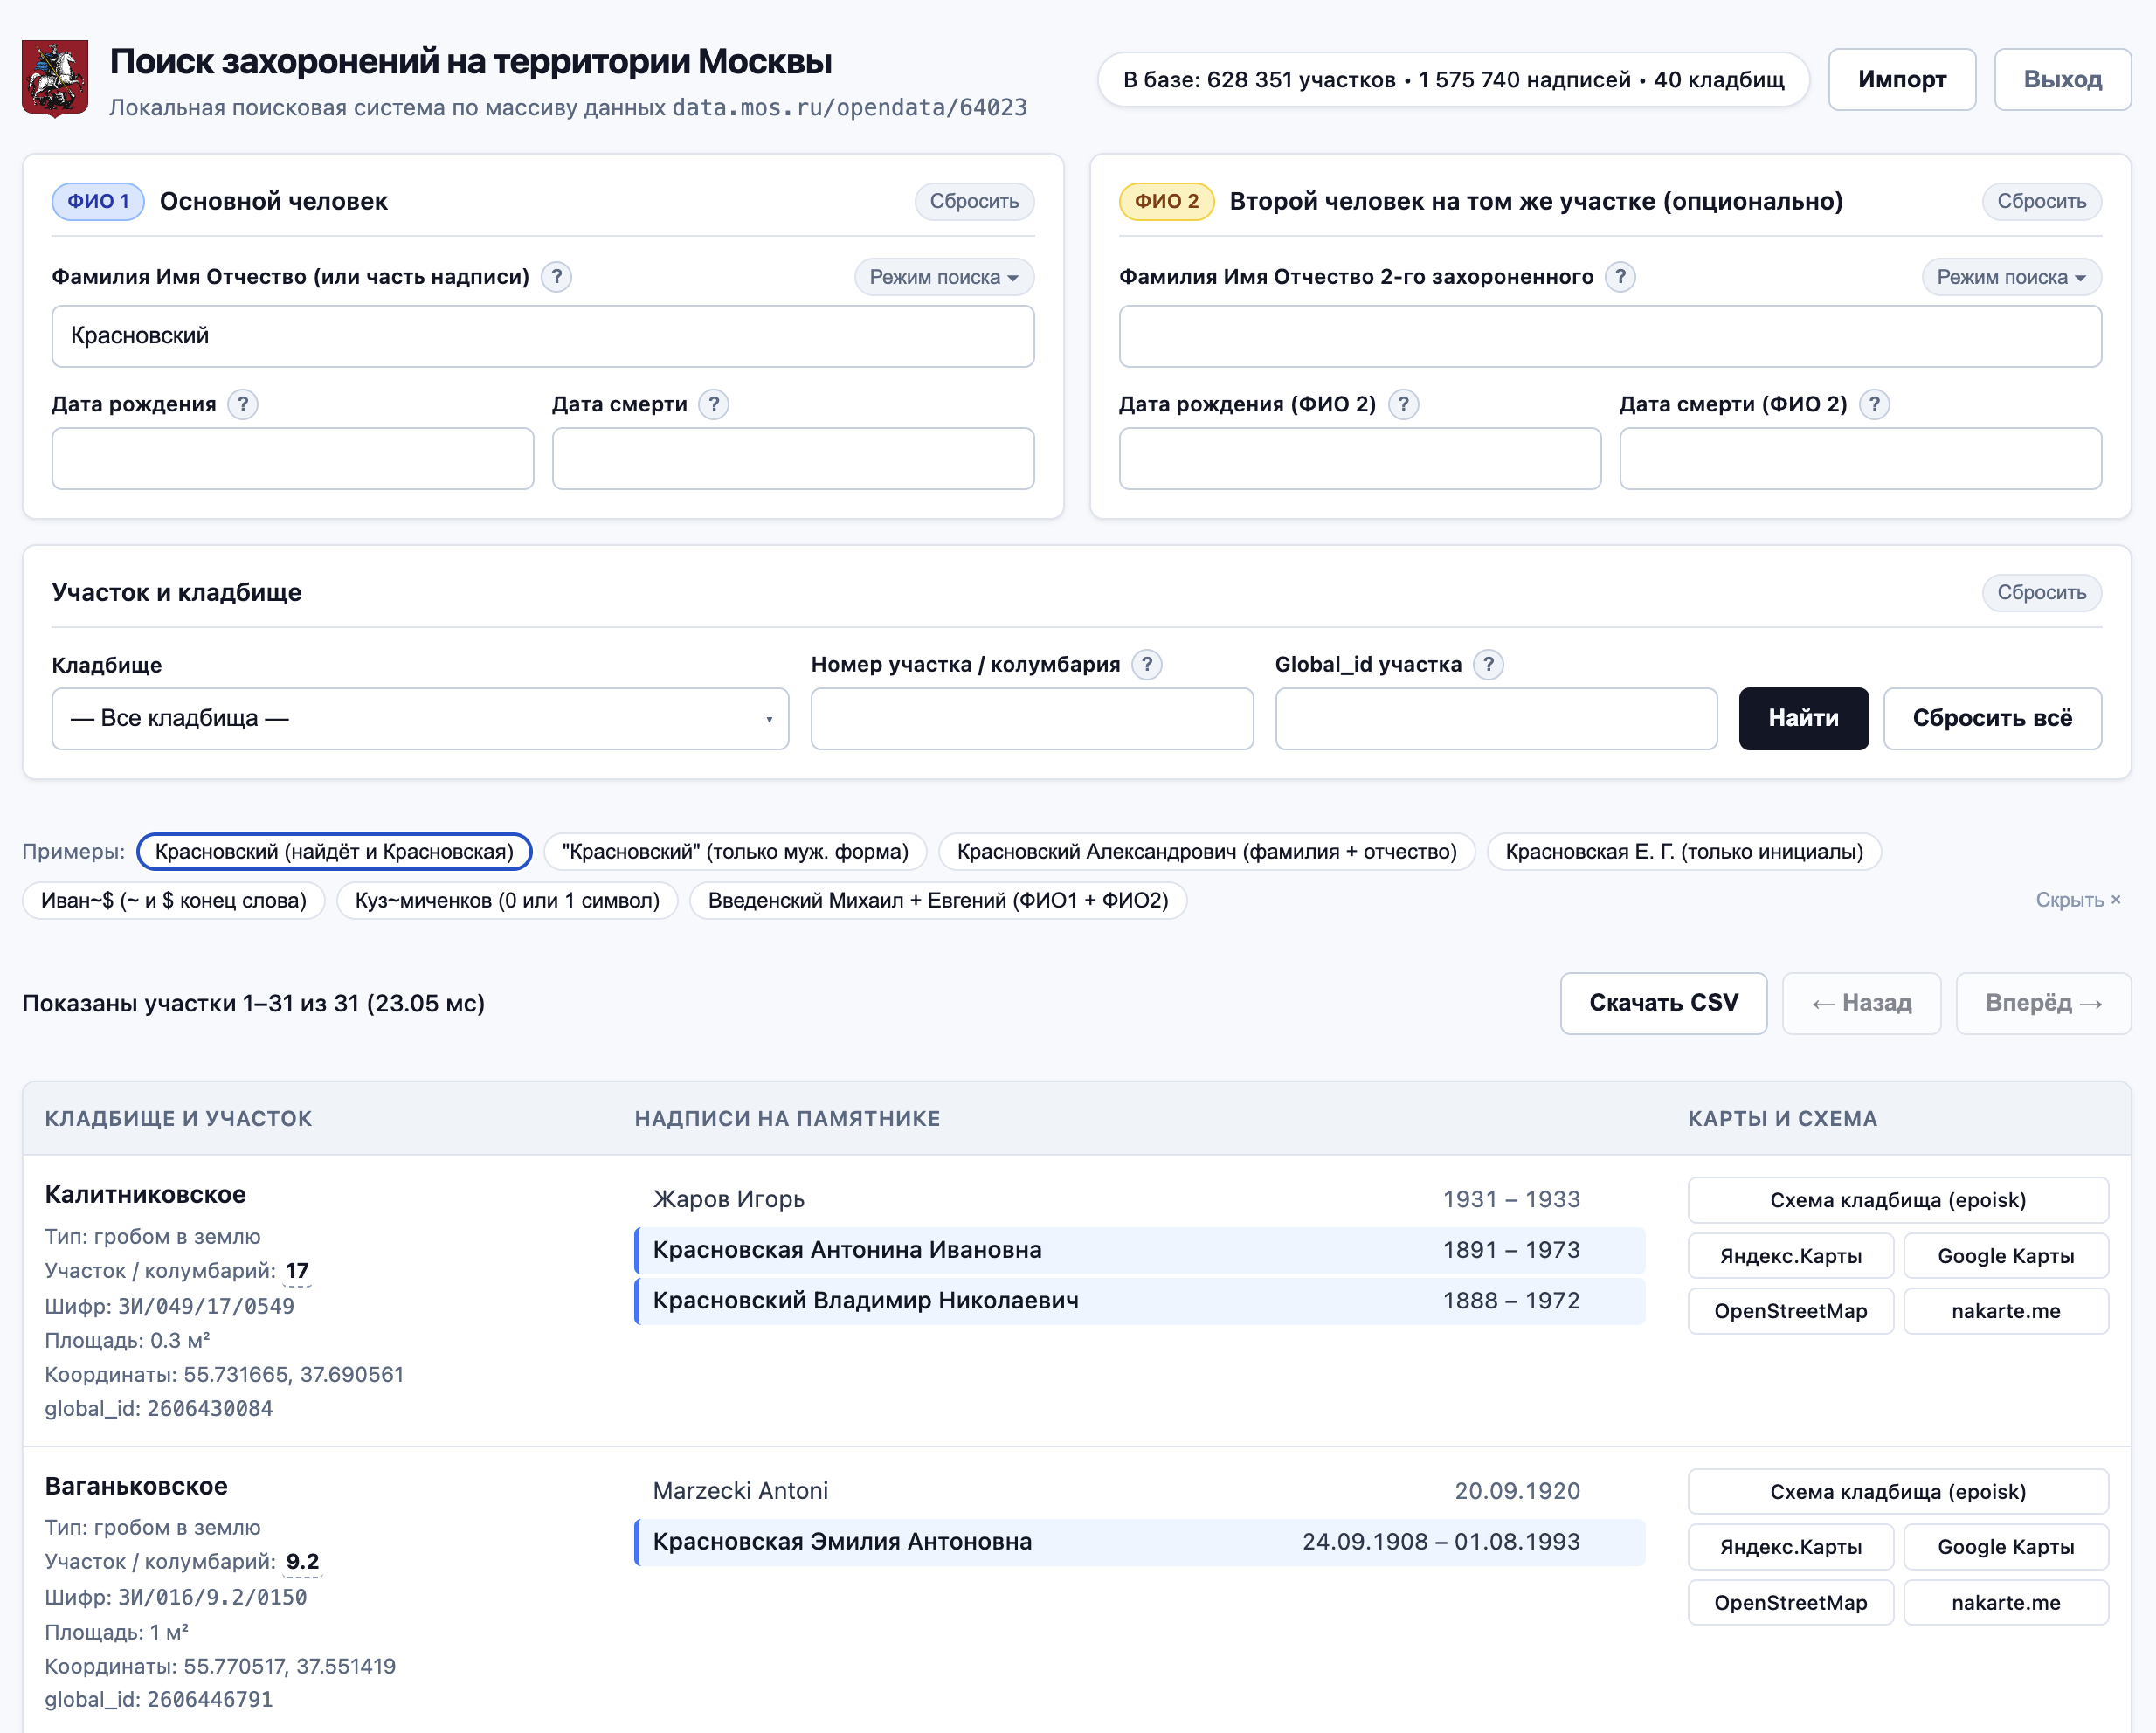 Поиск захоронений на территории Москвы
Локальная поисковая система по массиву данных data.mos.ru/opendata/64023
В базе: 628 351 участков • 1 575 740 надписей • 40 кладбищ
Импорт
Выход
ФИО 1 Основной человек
Сбросить
Фамилия Имя Отчество (или часть надписи) ?
Режим поиска ▾
Красновский
Дата рождения ?
Дата смерти ?
ФИО 2 Второй человек на том же участке (опционально)
Сбросить
Фамилия Имя Отчество 2-го захороненного ?
Режим поиска ▾
Дата рождения (ФИО 2) ?
Дата смерти (ФИО 2) ?
Участок и кладбище
Сбросить
Кладбище
— Все кладбища —
Номер участка / колумбария ?
Global_id участка ?
Найти
Сбросить всё
Примеры: Красновский (найдёт и Красновская) "Красновский" (только муж. форма) Красновский Александрович (фамилия + отчество) Красновская Е. Г. (только инициалы)
Иван~$ (~ и $ конец слова) Куз~миченков (0 или 1 символ) Введенский Михаил + Евгений (ФИО1 + ФИО2)
Скрыть ×
Показаны участки 1–31 из 31 (23.05 мс)
Скачать CSV
← Назад
Вперёд →
КЛАДБИЩЕ И УЧАСТОК
НАДПИСИ НА ПАМЯТНИКЕ
КАРТЫ И СХЕМА
Калитниковское
Тип: гробом в землю
Участок / колумбарий: 17
Шифр: ЗИ/049/17/0549
Площадь: 0.3 м²
Координаты: 55.731665, 37.690561
global_id: 2606430084
Жаров Игорь 1931 – 1933
Красновская Антонина Ивановна 1891 – 1973
Красновский Владимир Николаевич 1888 – 1972
Схема кладбища (epoisk)
Яндекс.Карты Google Карты
OpenStreetMap nakarte.me
Ваганьковское
Тип: гробом в землю
Участок / колумбарий: 9.2
Шифр: ЗИ/016/9.2/0150
Площадь: 1 м²
Координаты: 55.770517, 37.551419
global_id: 2606446791
Marzecki Antoni 20.09.1920
Красновская Эмилия Антоновна 24.09.1908 – 01.08.1993
Схема кладбища (epoisk)
Яндекс.Карты Google Карты
OpenStreetMap nakarte.me